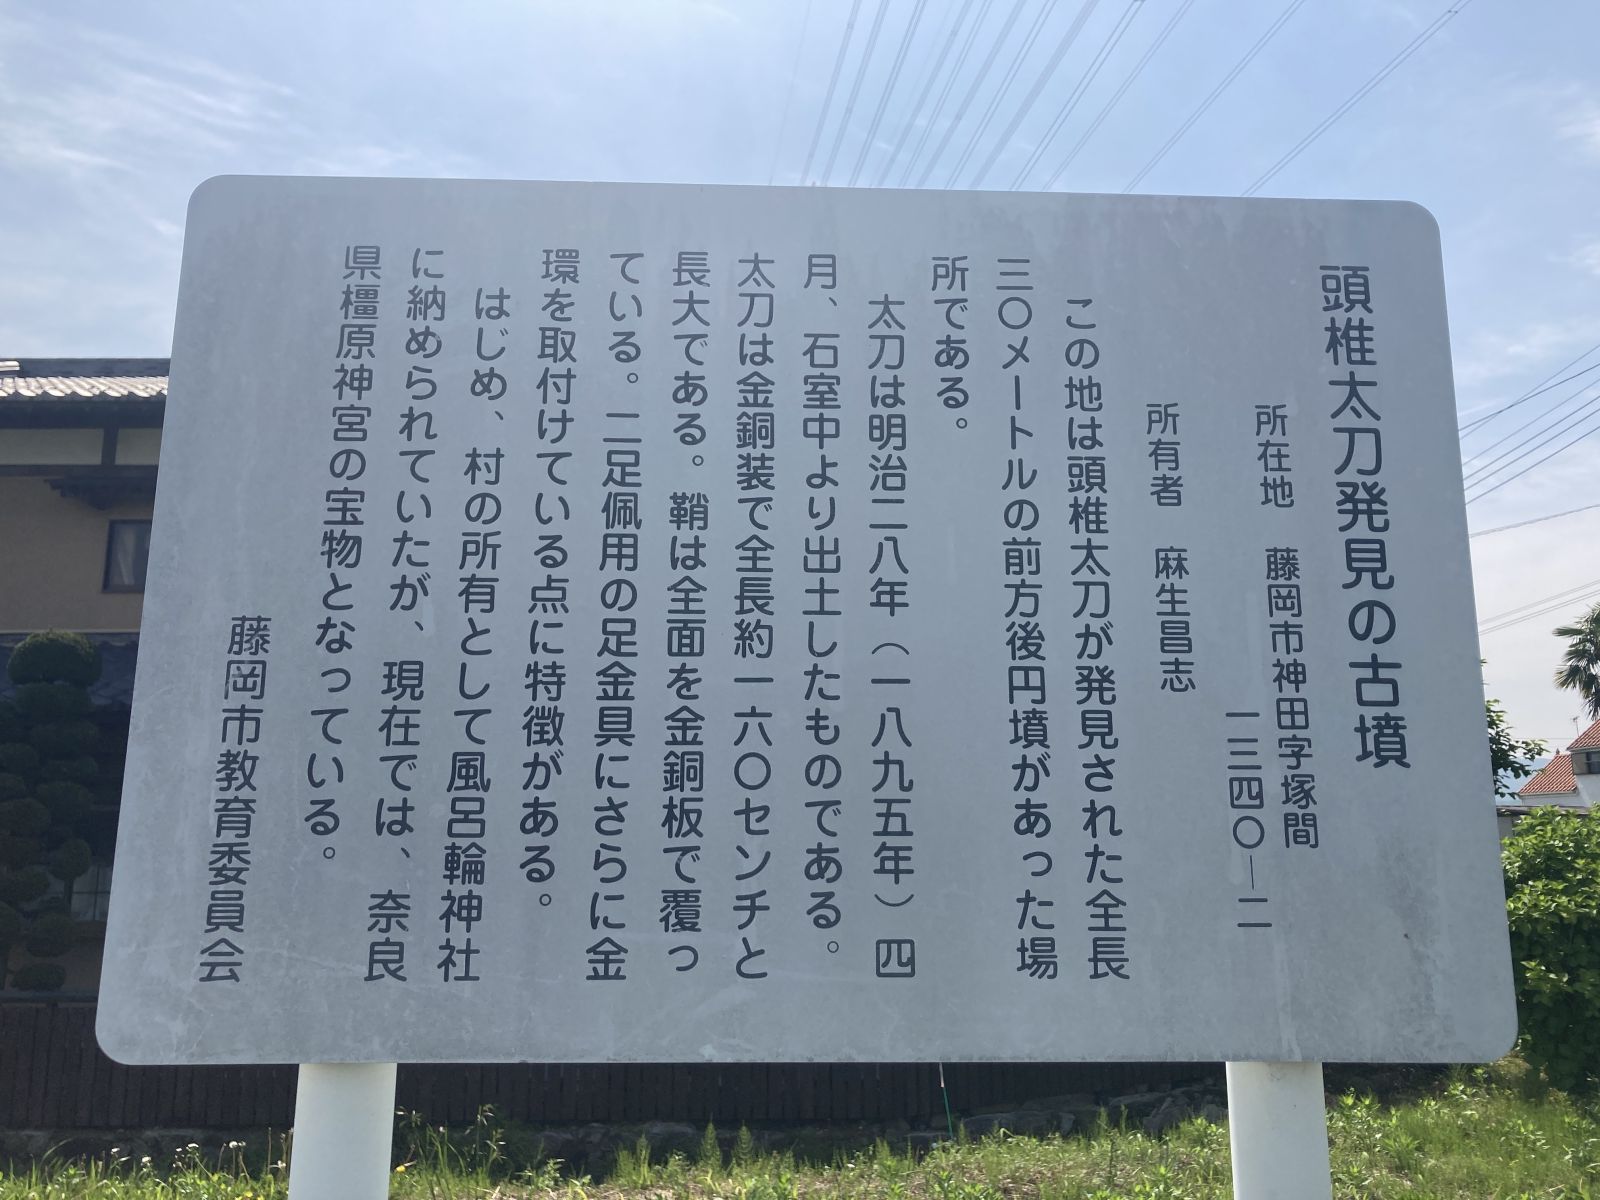 頭椎太刀発見の古墳
所在地　藤岡市神田字塚間
一三四〇―二
所有者　麻生昌志
この地は頭椎太刀が発見された全長
三〇メートルの前方後円墳があった場
所である。
太刀は明治二八年（一八九五年）四
月、石室中より出土したものである。
太刀は金銅装で全長約一六〇センチと
長大である。鞘は全面を金銅板で覆っ
ている。二足佩用の足金具にさらに金
環を取付けている点に特徴がある。
はじめ、村の所有として風呂輪神社
に納められていたが、現在では、奈良
県橿原神宮の宝物となっている。
藤岡市教育委員会